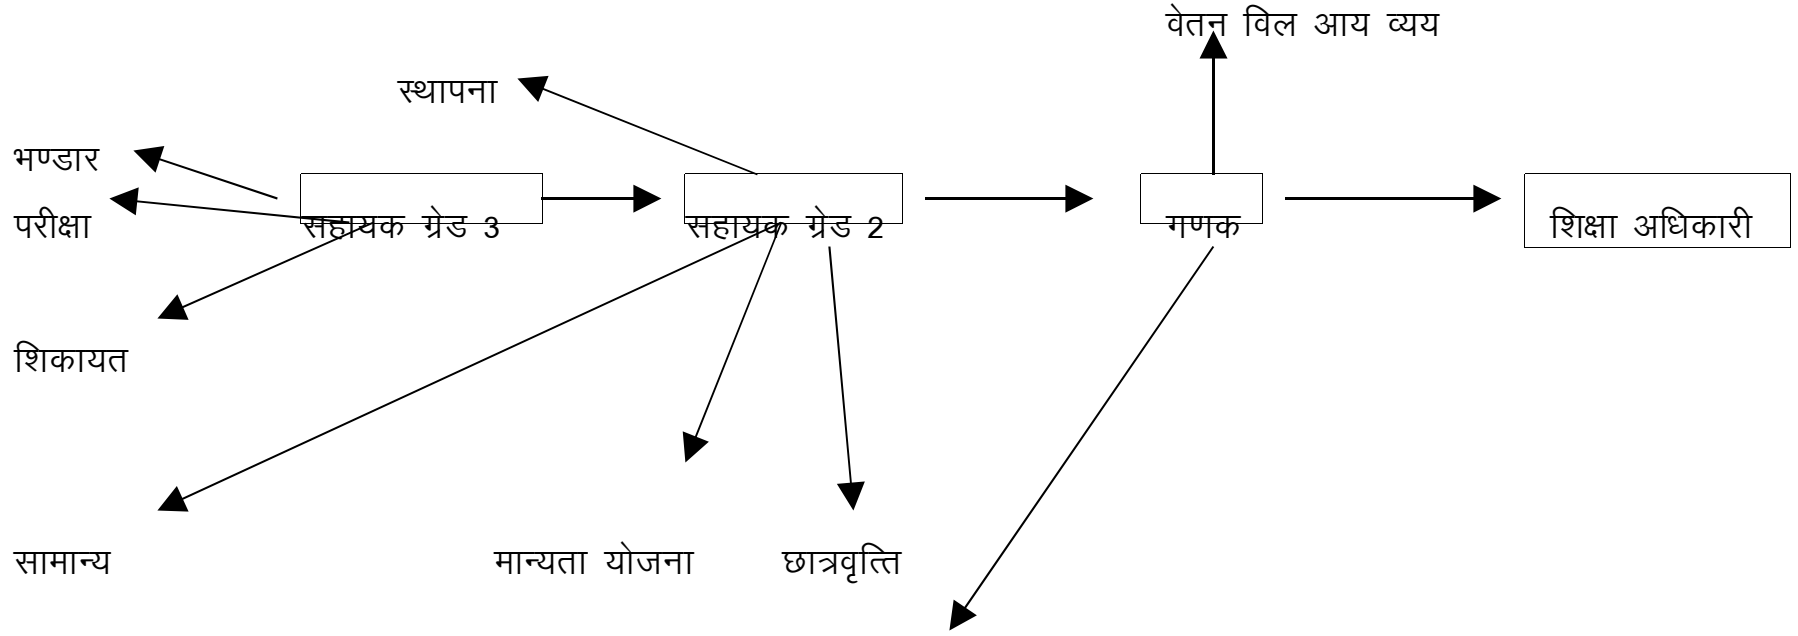 वेतन विल आय व्यय
स्थापना
भण्डार
परीक्षा सहायक ग्रेड 3 सहायक ग्रेड 2 गणक शिक्षा अधिकारी
शिकायत
सामान्य मान्यता योजना छात्रवृत्ति